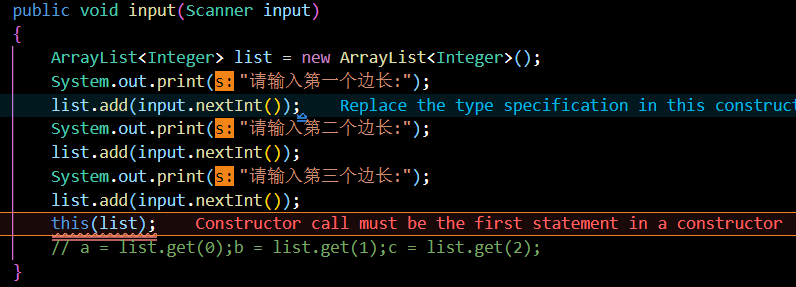 public void input(Scanner input)
{
ArrayList<Integer> list = new ArrayList<Integer>();
System.out.print(s:"请输入第一个边长:");
list.add(input.nextInt()); Replace the type specification in this construct
System.out.print(s:"请输入第二个边长:");
list.add(input.nextInt());
System.out.print(s:"请输入第三个边长:");
list.add(input.nextInt());
this(list); Constructor call must be the first statement in a constructor
// a = list.get(0);b = list.get(1);c = list.get(2);
}